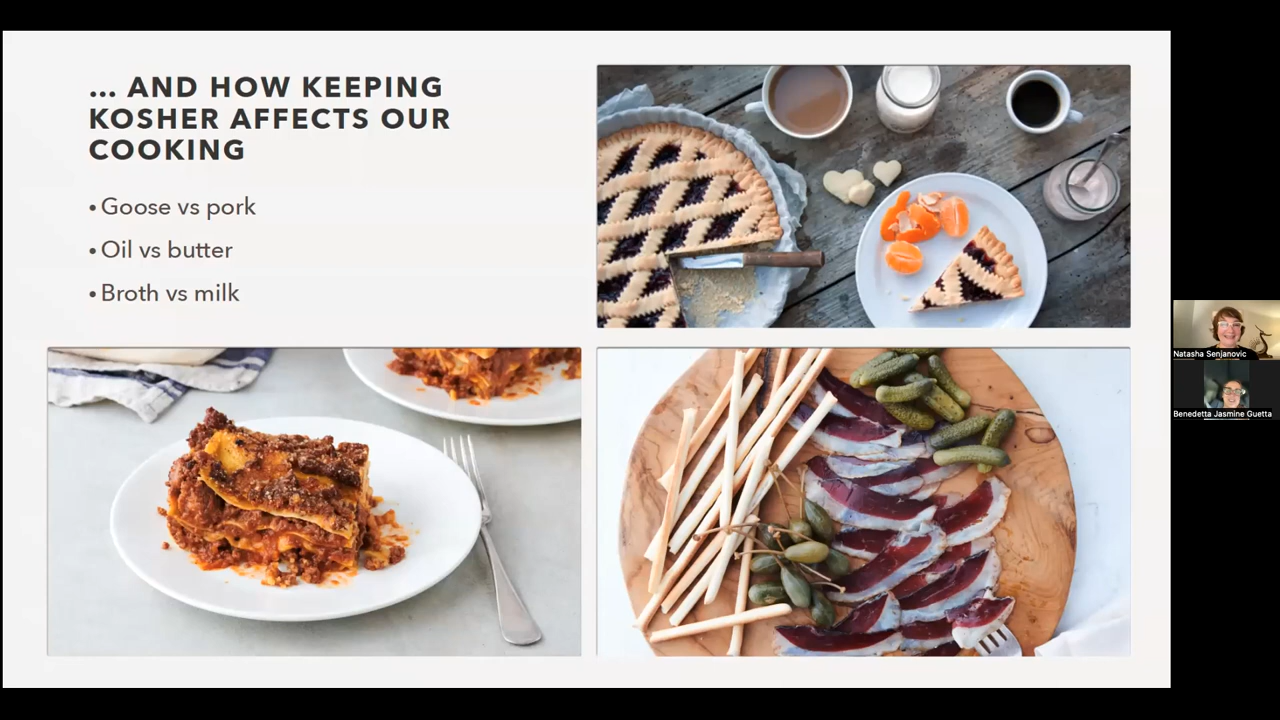 ... AND HOW KEEPING
KOSHER AFFECTS OUR
COOKING
• Goose vs pork
• Oil vs butter
• Broth vs milk
Natasha Senjanovic
Benedetta Jasmine Guetta